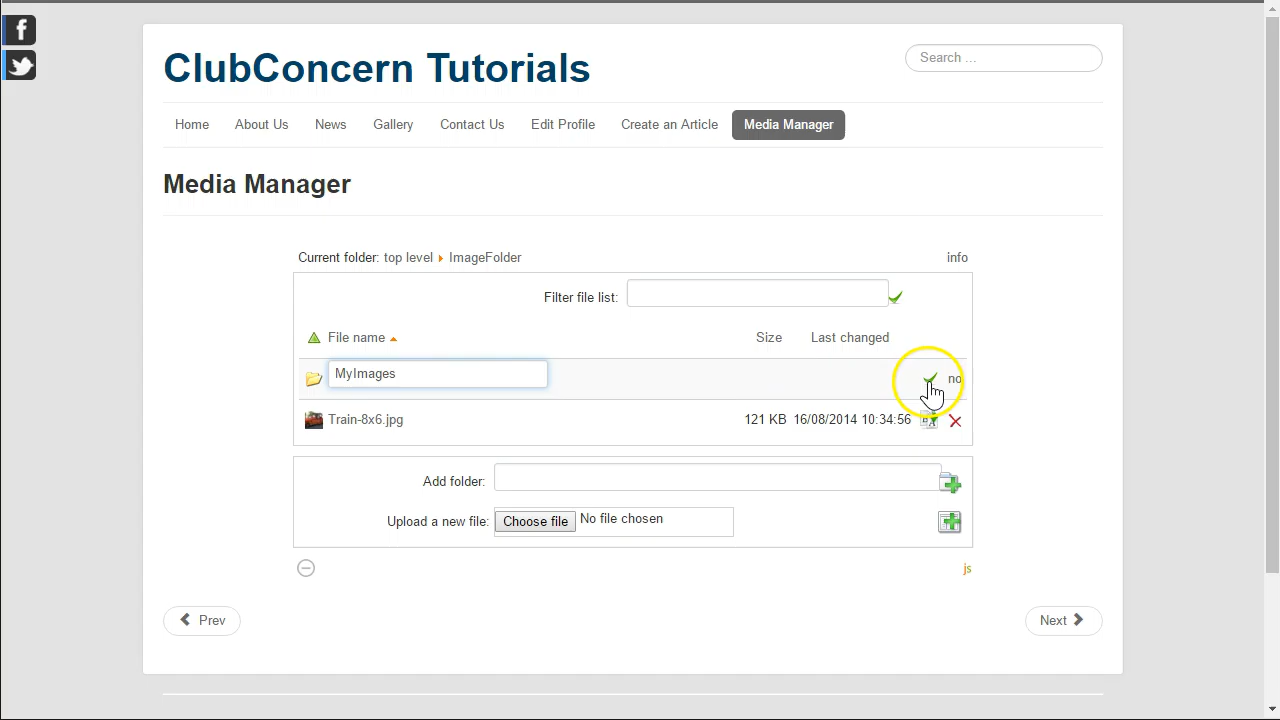 f
ClubConcern Tutorials
Search ...
Home About Us News Gallery Contact Us Edit Profile Create an Article Media Manager
Media Manager
Current folder: top level ImageFolder info
Filter file list:
File name Size Last changed
MyImages no
Train-8x6.jpg 121 KB 16/08/2014 10:34:56
Add folder:
Upload a new file: Choose file No file chosen
js
Prev Next